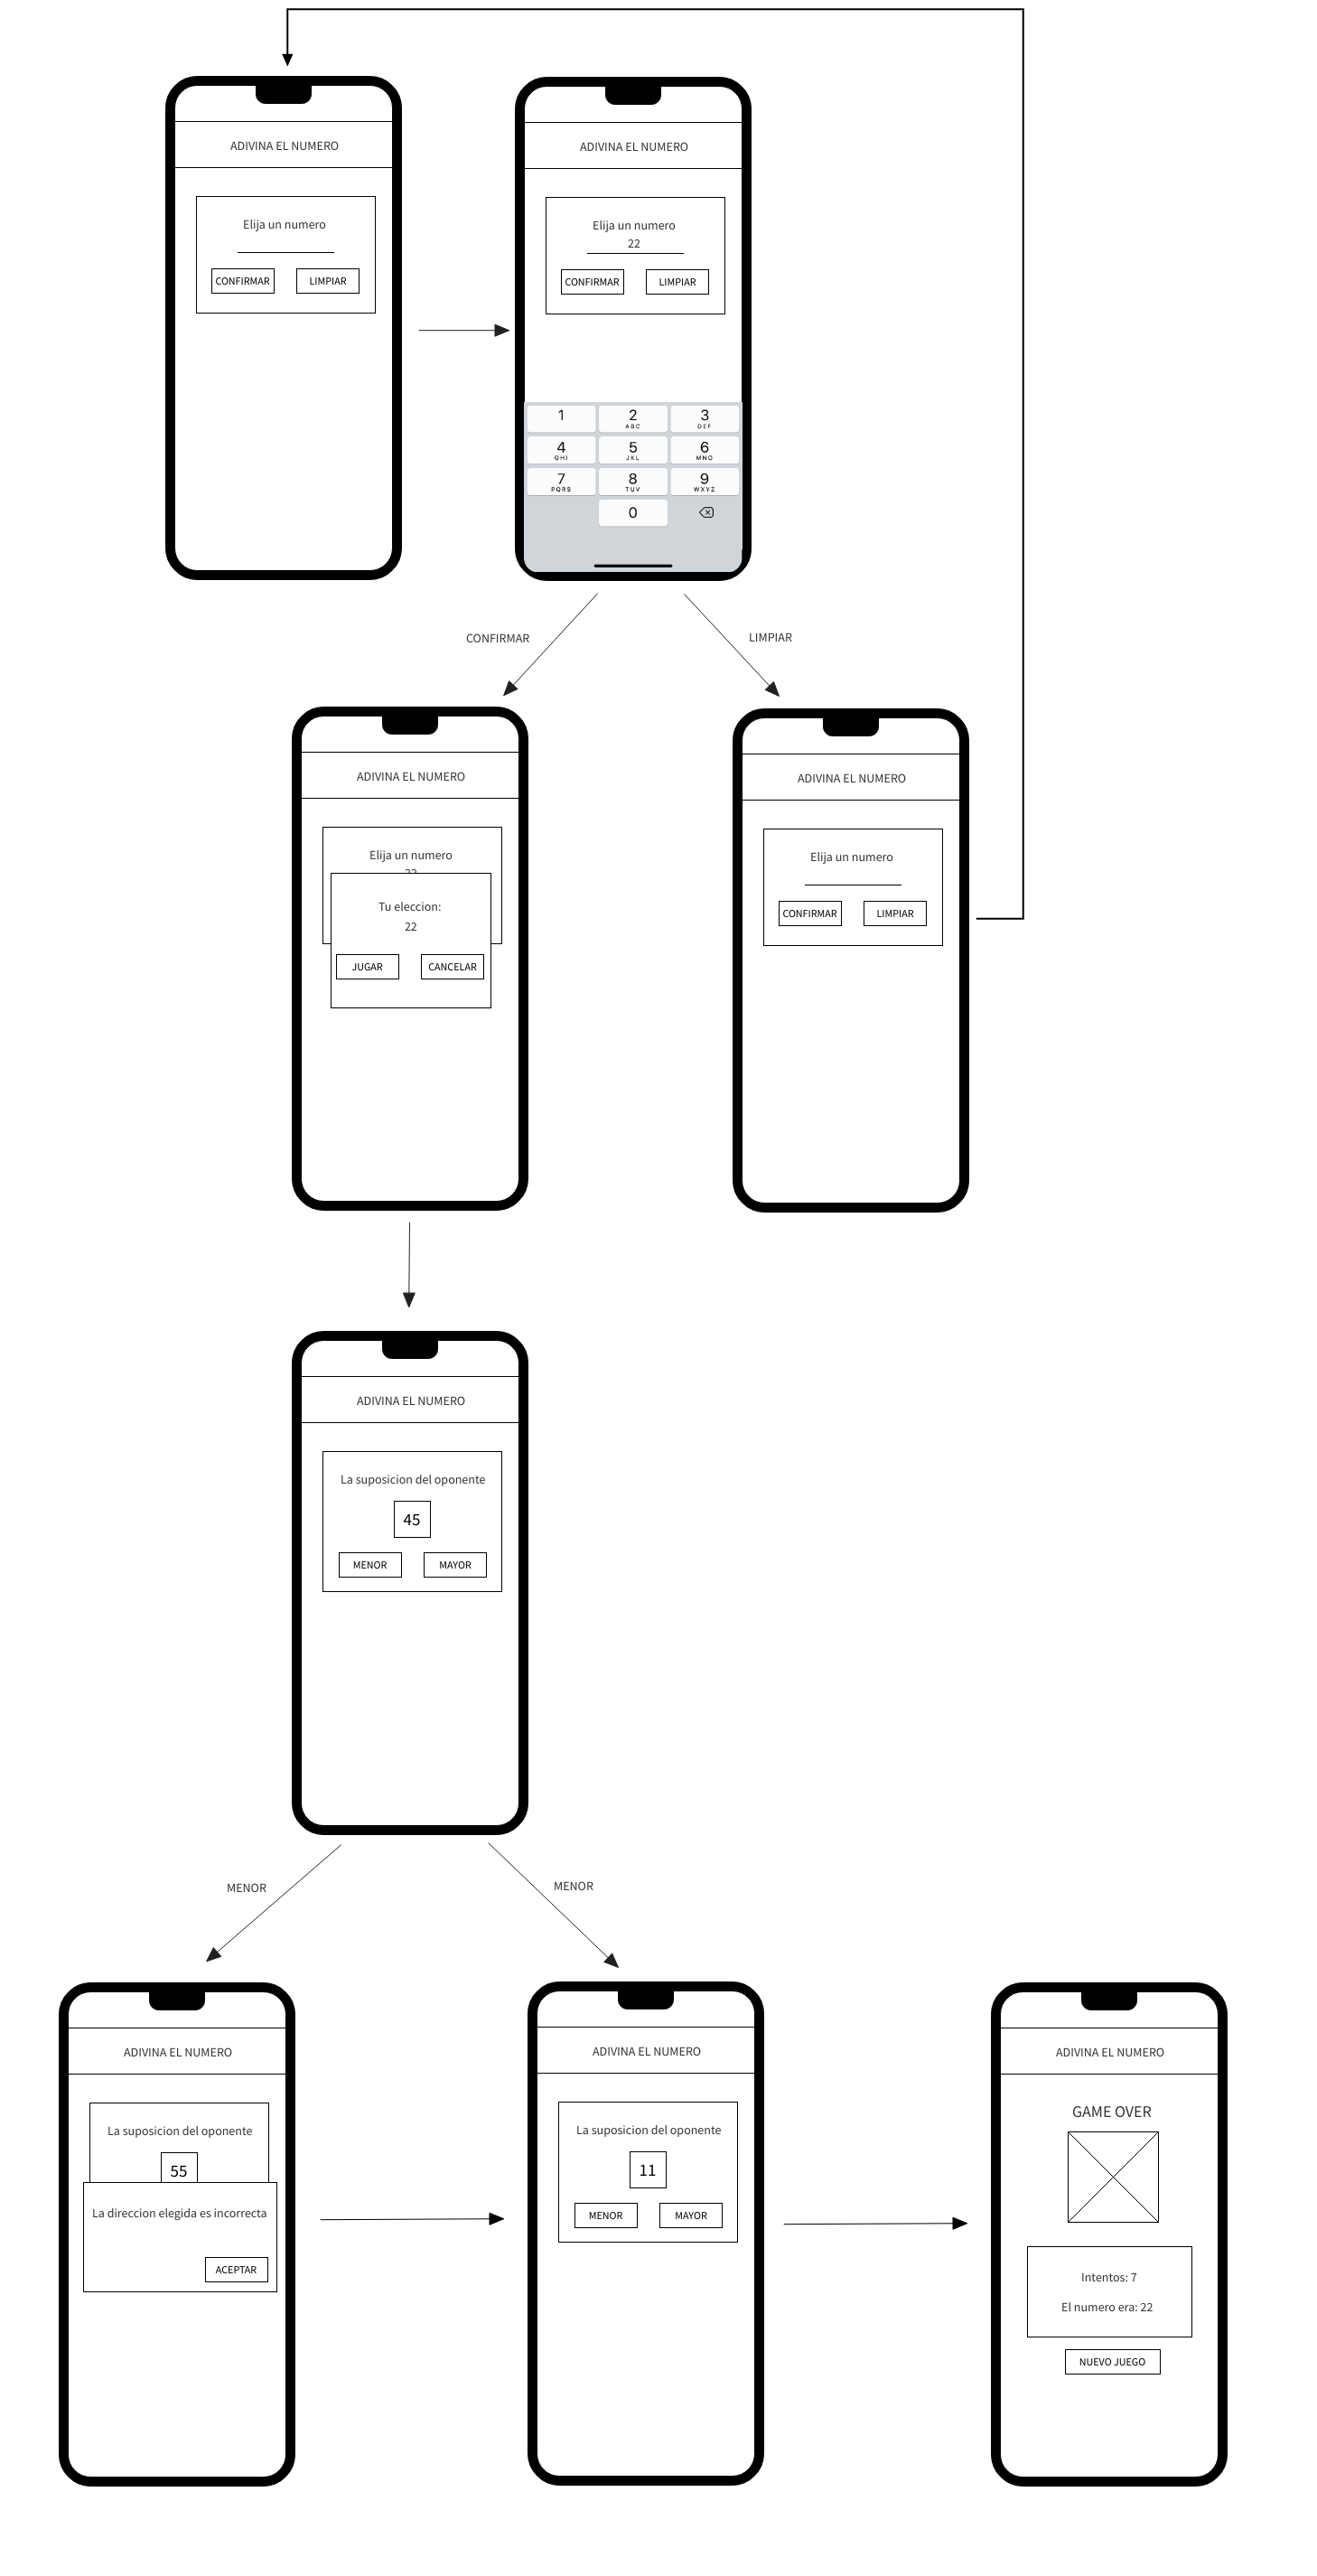 ADIVINA EL NUMERO
Elija un numero
CONFIRMAR
LIMPIAR
ADIVINA EL NUMERO
Elija un numero
22
CONFIRMAR
LIMPIAR
1
2
ABC
3
DEF
4
GHI
5
JKL
6
MNO
7
PQRS
8
TUV
9
WXYZ
0
CONFIRMAR
LIMPIAR
ADIVINA EL NUMERO
Elija un numero
22
Tu eleccion:
22
JUGAR
CANCELAR
ADIVINA EL NUMERO
Elija un numero
CONFIRMAR
LIMPIAR
ADIVINA EL NUMERO
La suposicion del oponente
45
MENOR
MAYOR
MENOR
MENOR
ADIVINA EL NUMERO
La suposicion del oponente
55
La direccion elegida es incorrecta
ACEPTAR
ADIVINA EL NUMERO
La suposicion del oponente
11
MENOR
MAYOR
ADIVINA EL NUMERO
GAME OVER
Intentos: 7
El numero era: 22
NUEVO JUEGO